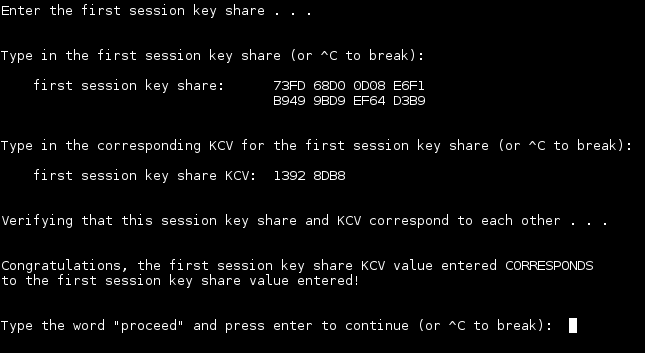 Enter the first session key share . . .
Type in the first session key share (or ^C to break):
first session key share: 73FD 68D0 0D08 E6F1
B949 9BD9 EF64 D3B9
Type in the corresponding KCV for the first session key share (or ^C to break):
first session key share KCV: 1392 8DB8
Verifying that this session key share and KCV correspond to each other . . .
Congratulations, the first session key share KCV value entered CORRESPONDS
to the first session key share value entered!
Type the word "proceed" and press enter to continue (or ^C to break):